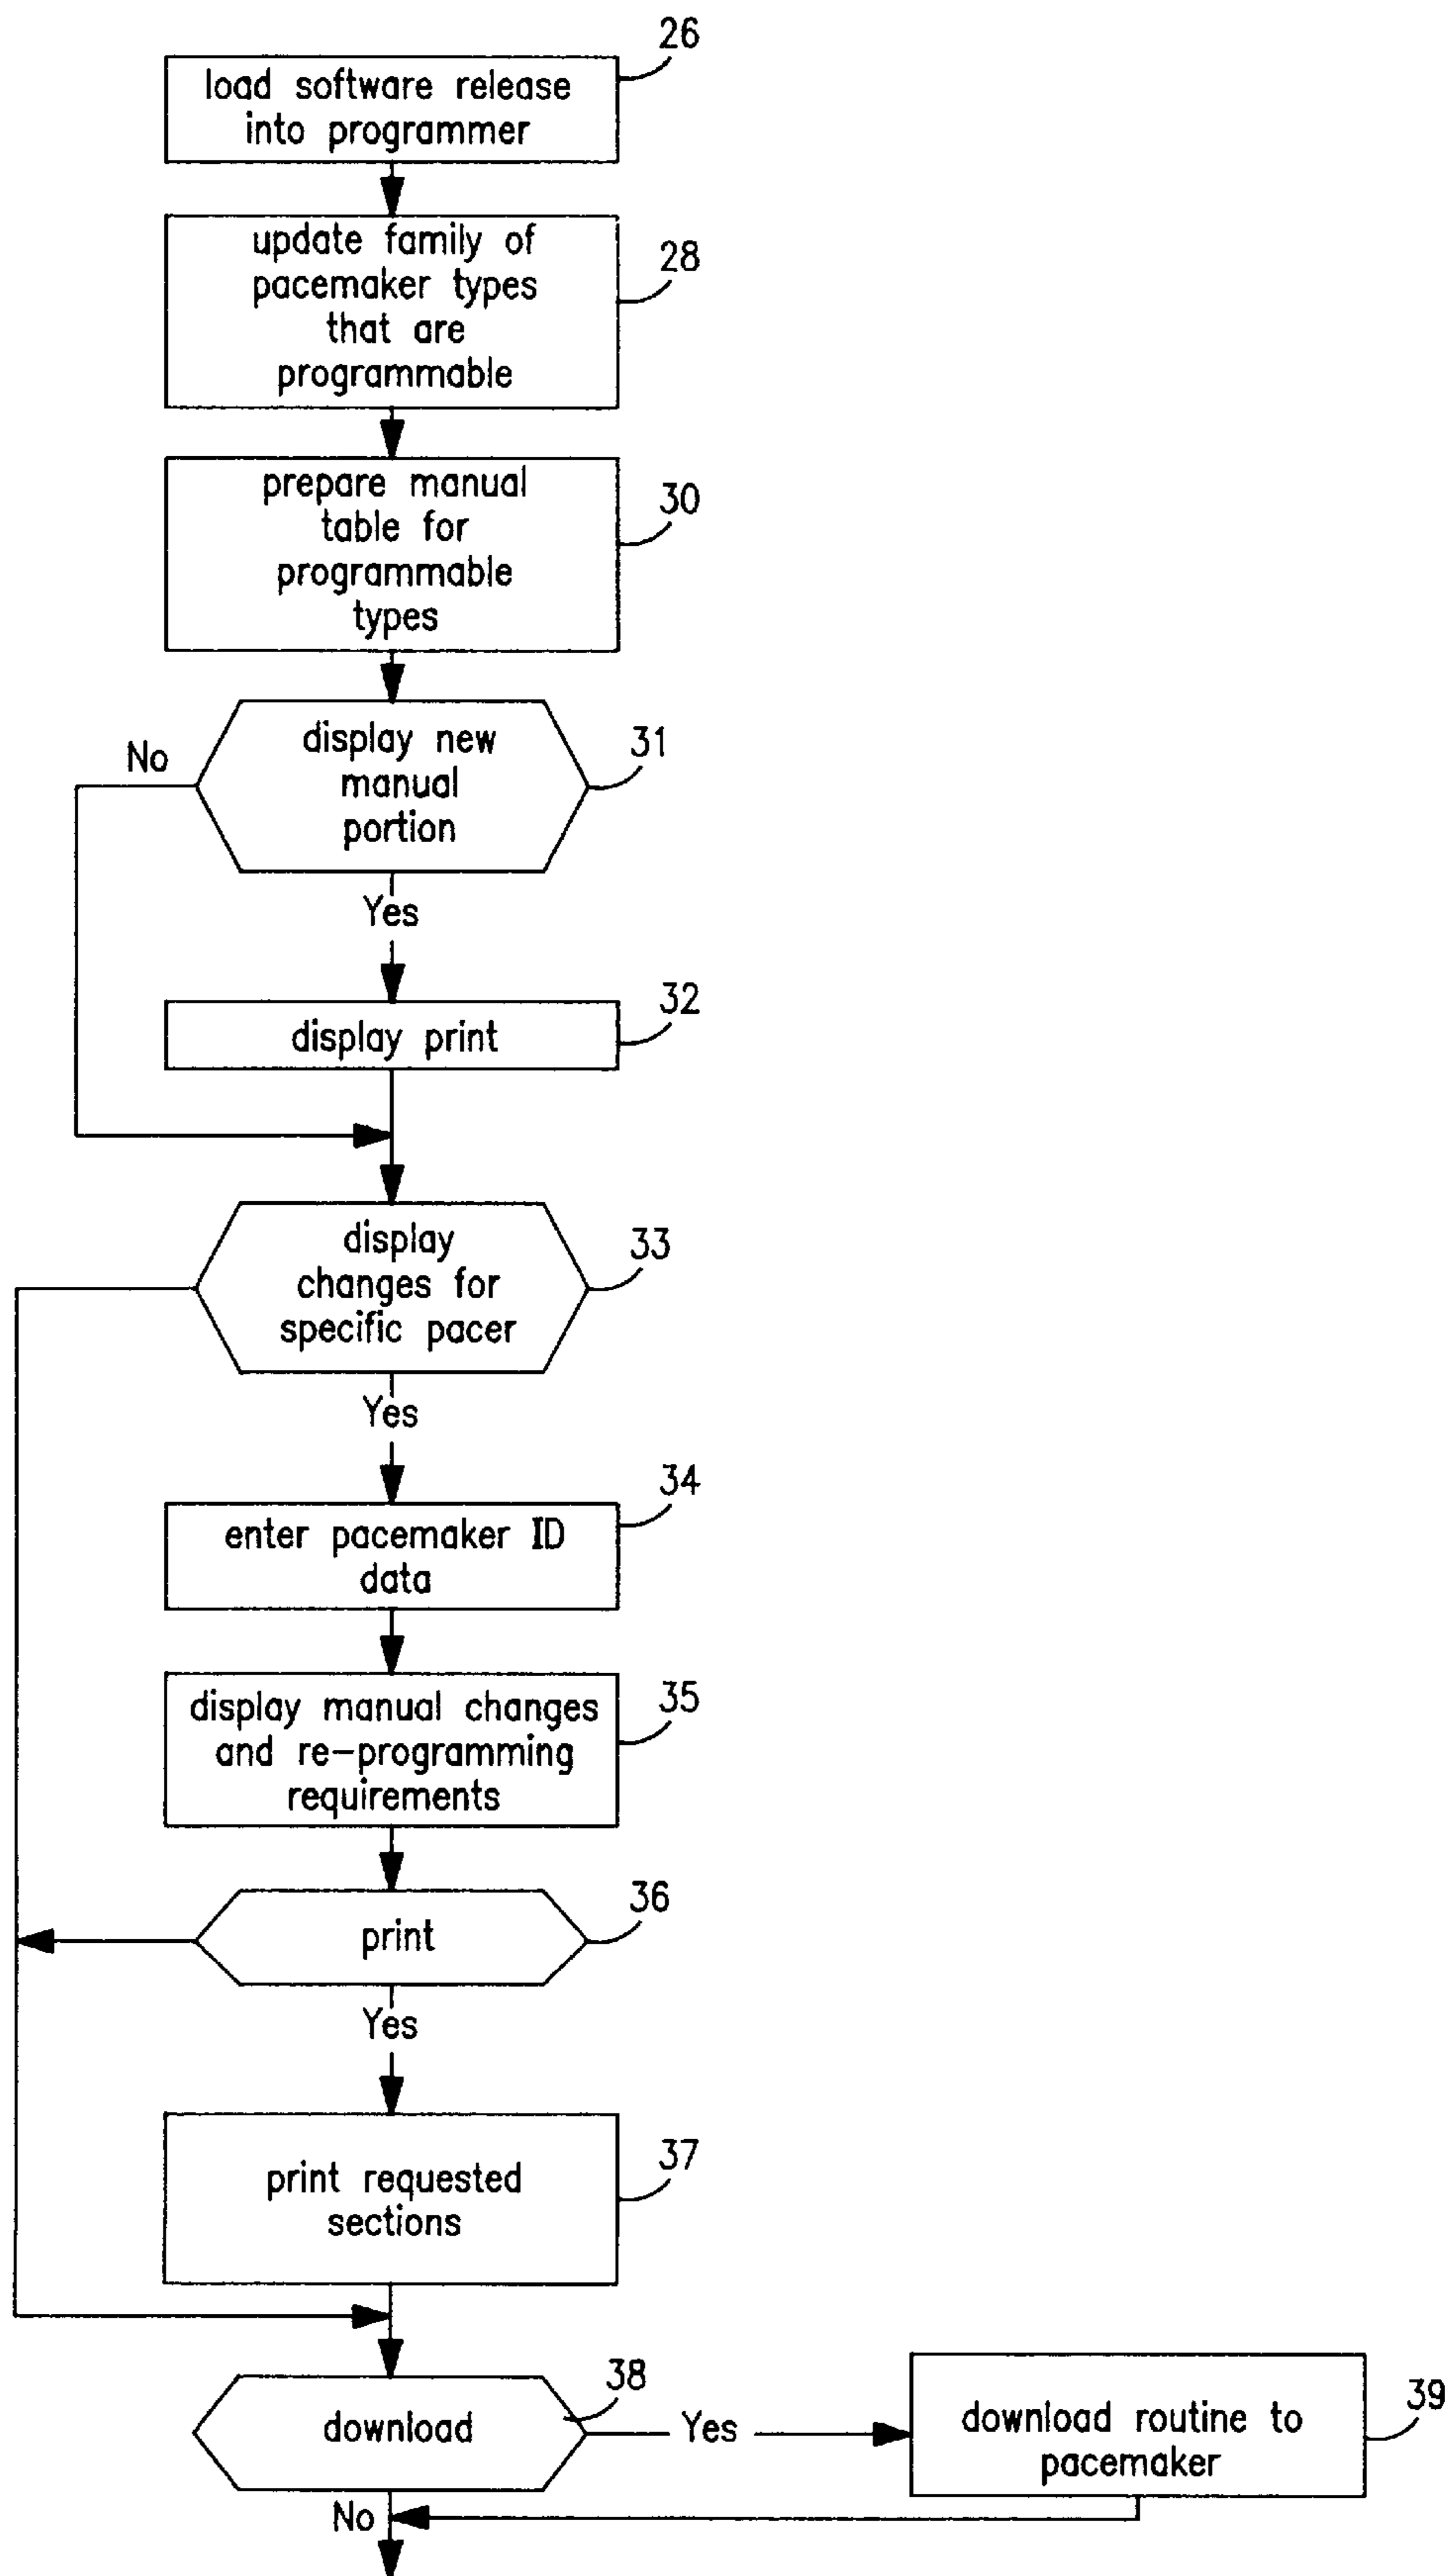 26
load software release
into programmer
28
update family of
pacemaker types
that are
programmable
30
prepare manual
table for
programmable
types
31
No
display new
manual
portion
Yes
32
display print
33
display
changes for
specific pacer
Yes
34
enter pacemaker ID
data
35
display manual changes
and re-programming
requirements
36
print
Yes
37
print requested
sections
38
download
Yes
39
download routine to
pacemaker
No